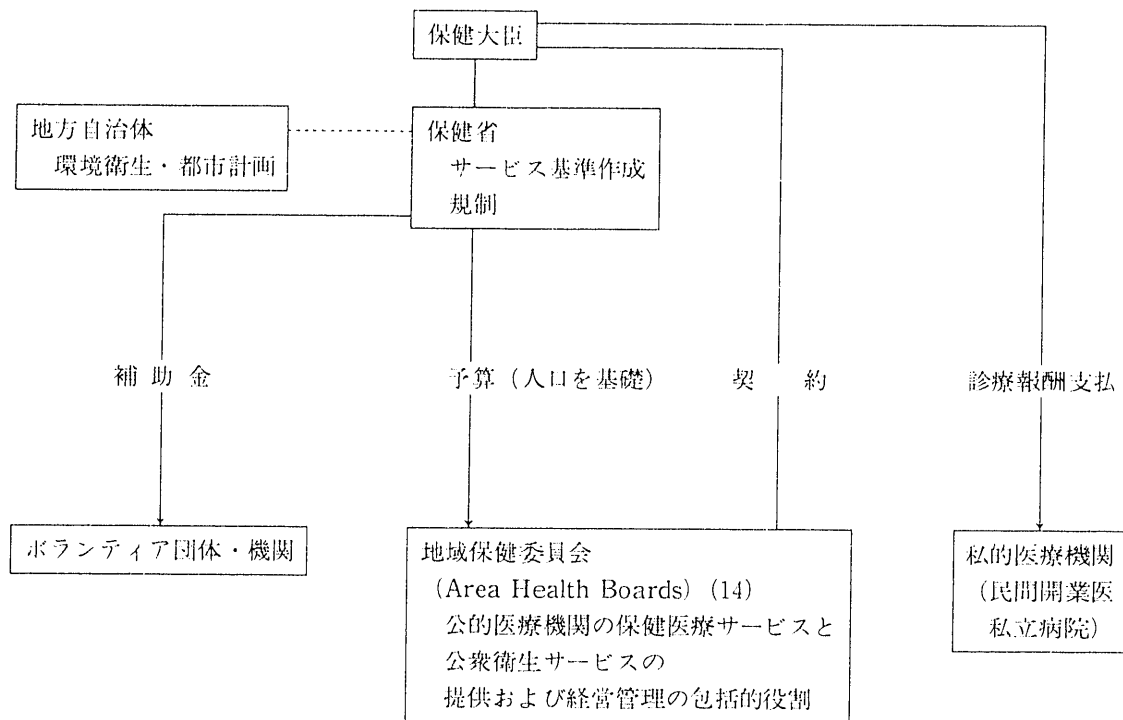 保健大臣
地方自治体
環境衛生・都市計画
保健省
サービス基準作成
規制
補助金
予算(人口を基礎)
契約
診療報酬支払
ボランティア団体・機関
地域保健委員会
(Area Health Boards) (14)
公的医療機関の保健医療サービスと
公衆衛生サービスの
提供および経営管理の包括的役割
私的医療機関
(民間開業医
私立病院)